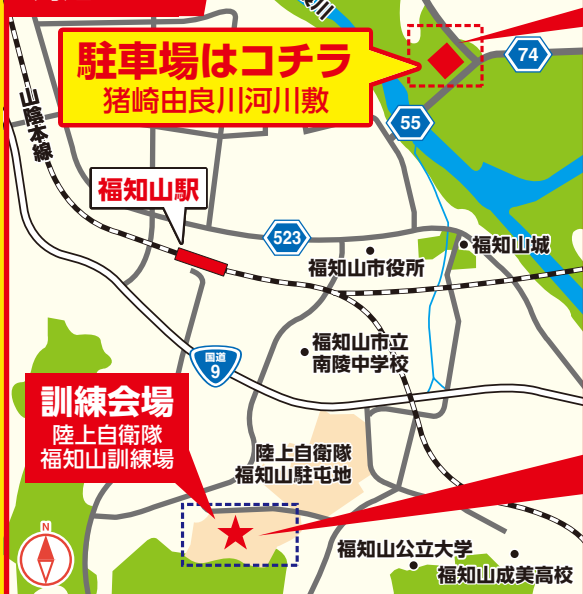 川
74
駐車場はコチラ
猪崎由良川河川敷
55
山陰本線
福知山駅
523
福知山城
福知山市役所
福知山市立
南陵中学校
国道
9
訓練会場
陸上自衛隊
福知山訓練場
陸上自衛隊
福知山駐屯地
N
福知山公立大学
福知山成美高校